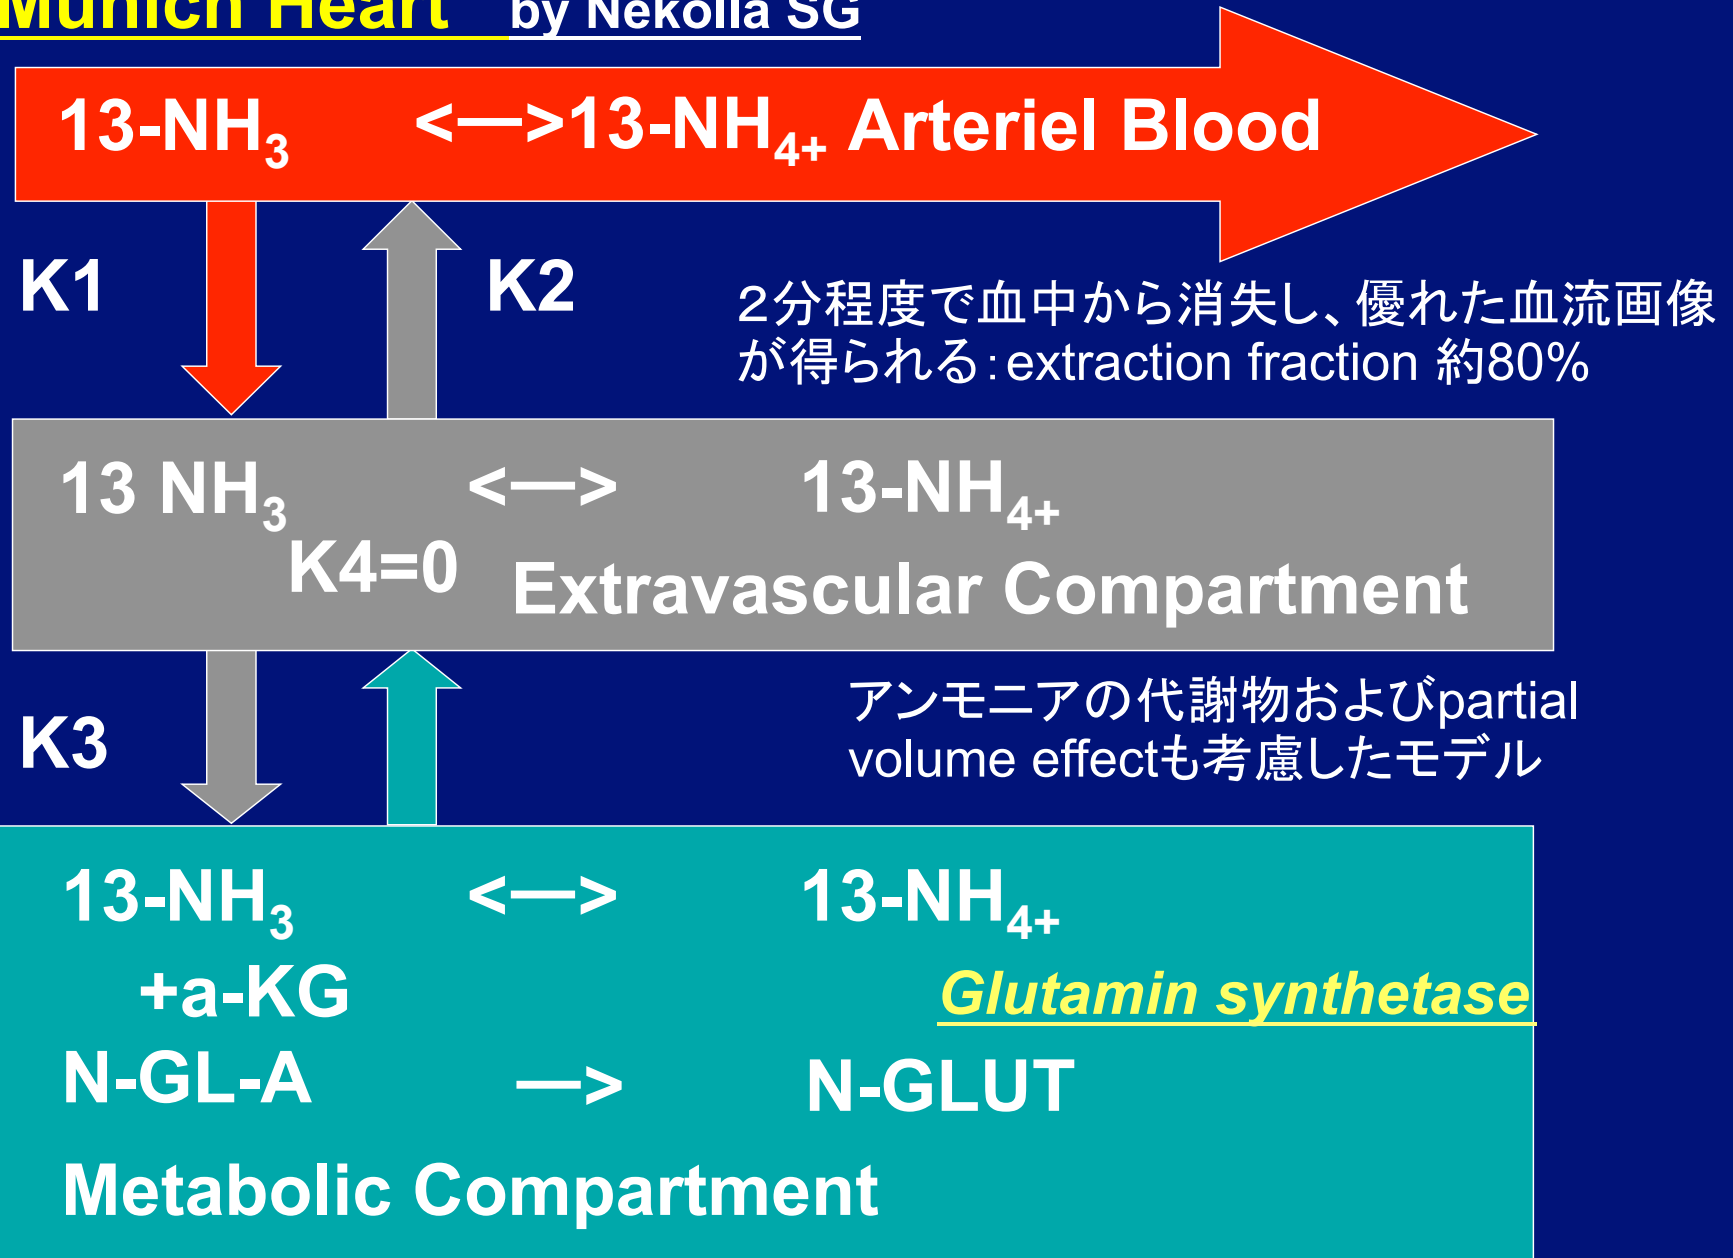 Munich Heart by Nekolla SG
13-NH3 <—>13-NH4+ Arteriel Blood
K1 K2
２分程度で血中から消失し、優れた血流画像
が得られる：extraction fraction 約80%
13 NH3 <—> 13-NH4+
K4=0 Extravascular Compartment
K3
アンモニアの代謝物およびpartial
volume effectも考慮したモデル
13-NH3 <—> 13-NH4+
+a-KG Glutamin synthetase
N-GL-A —> N-GLUT
Metabolic Compartment